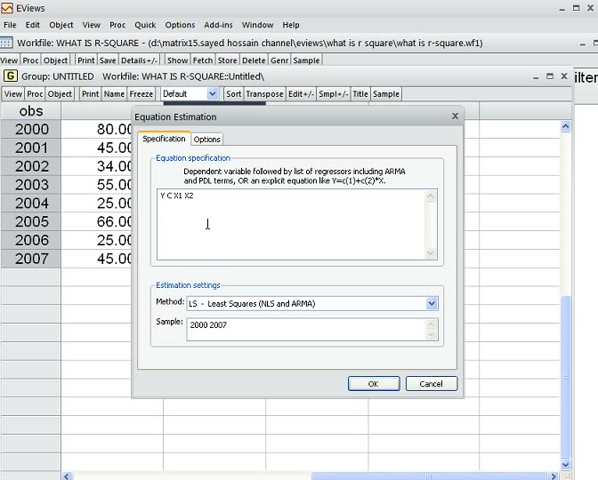 EViews
File Edit Object View Proc Quick Options Add-ins Window Help
Workfile: WHAT IS R-SQUARE - (d:\matrix15.sayed hossain channel\eviews\what is r square\what is r-square.wf1)
View Proc Object Print Save Details+/- Show Fetch Store Delete Genr Sample
Group: UNTITLED Workfile: WHAT IS R-SQUARE::Untitled\
View Proc Object Print Name Freeze Default Sort Transpose Edit+/- Smpl+/- Title Sample
obs
2000 80.00
2001 45.00
2002 34.00
2003 55.00
2004 25.00
2005 66.00
2006 25.00
2007 45.00
Equation Estimation
Specification Options
Equation specification
Dependent variable followed by list of regressors including ARMA
and PDL terms, OR an explicit equation like Y=c(1)+c(2)*X.
Y C X1 X2
Estimation settings
Method: LS - Least Squares (NLS and ARMA)
Sample: 2000 2007
OK Cancel